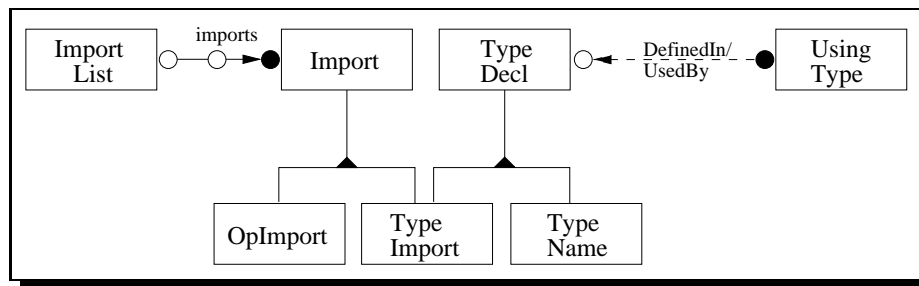 imports
Import
List
Import
Type
Decl
DefinedIn/
UsedBy
Using
Type
OpImport
Type
Import
Type
Name